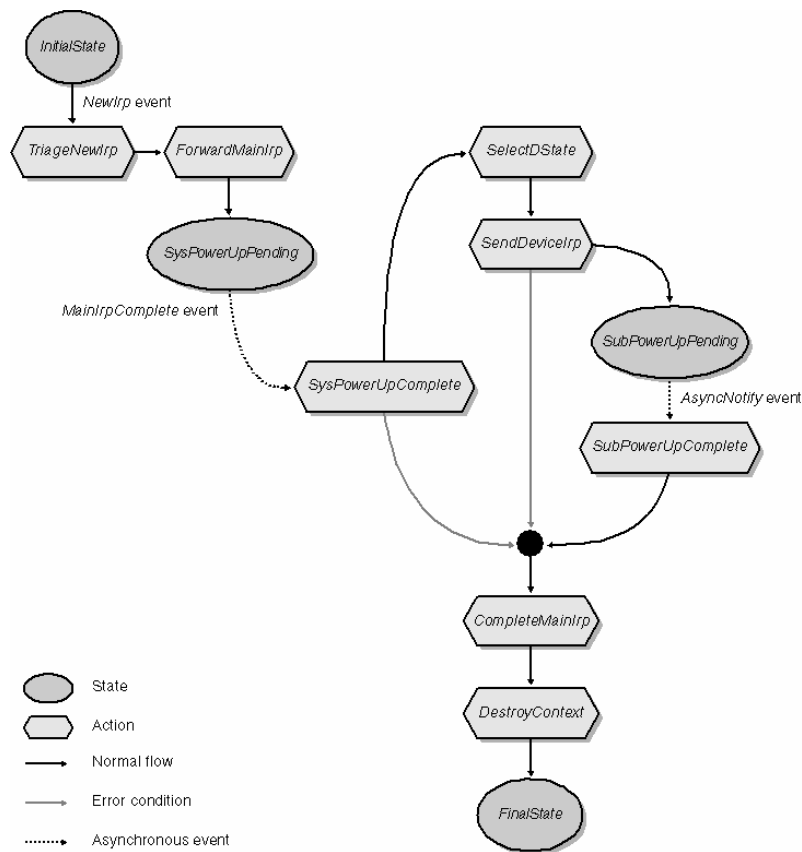 InitialState
NewIrp event
TriageNewIrp
ForwardMainIrp
SelectDState
SendDeviceIrp
SysPowerUpPending
MainIrpComplete event
SubPowerUpPending
SysPowerUpComplete
AsyncNotify event
SubPowerUpComplete
CompleteMainIrp
DestroyContext
FinalState
State
Action
Normal flow
Error condition
Asynchronous event